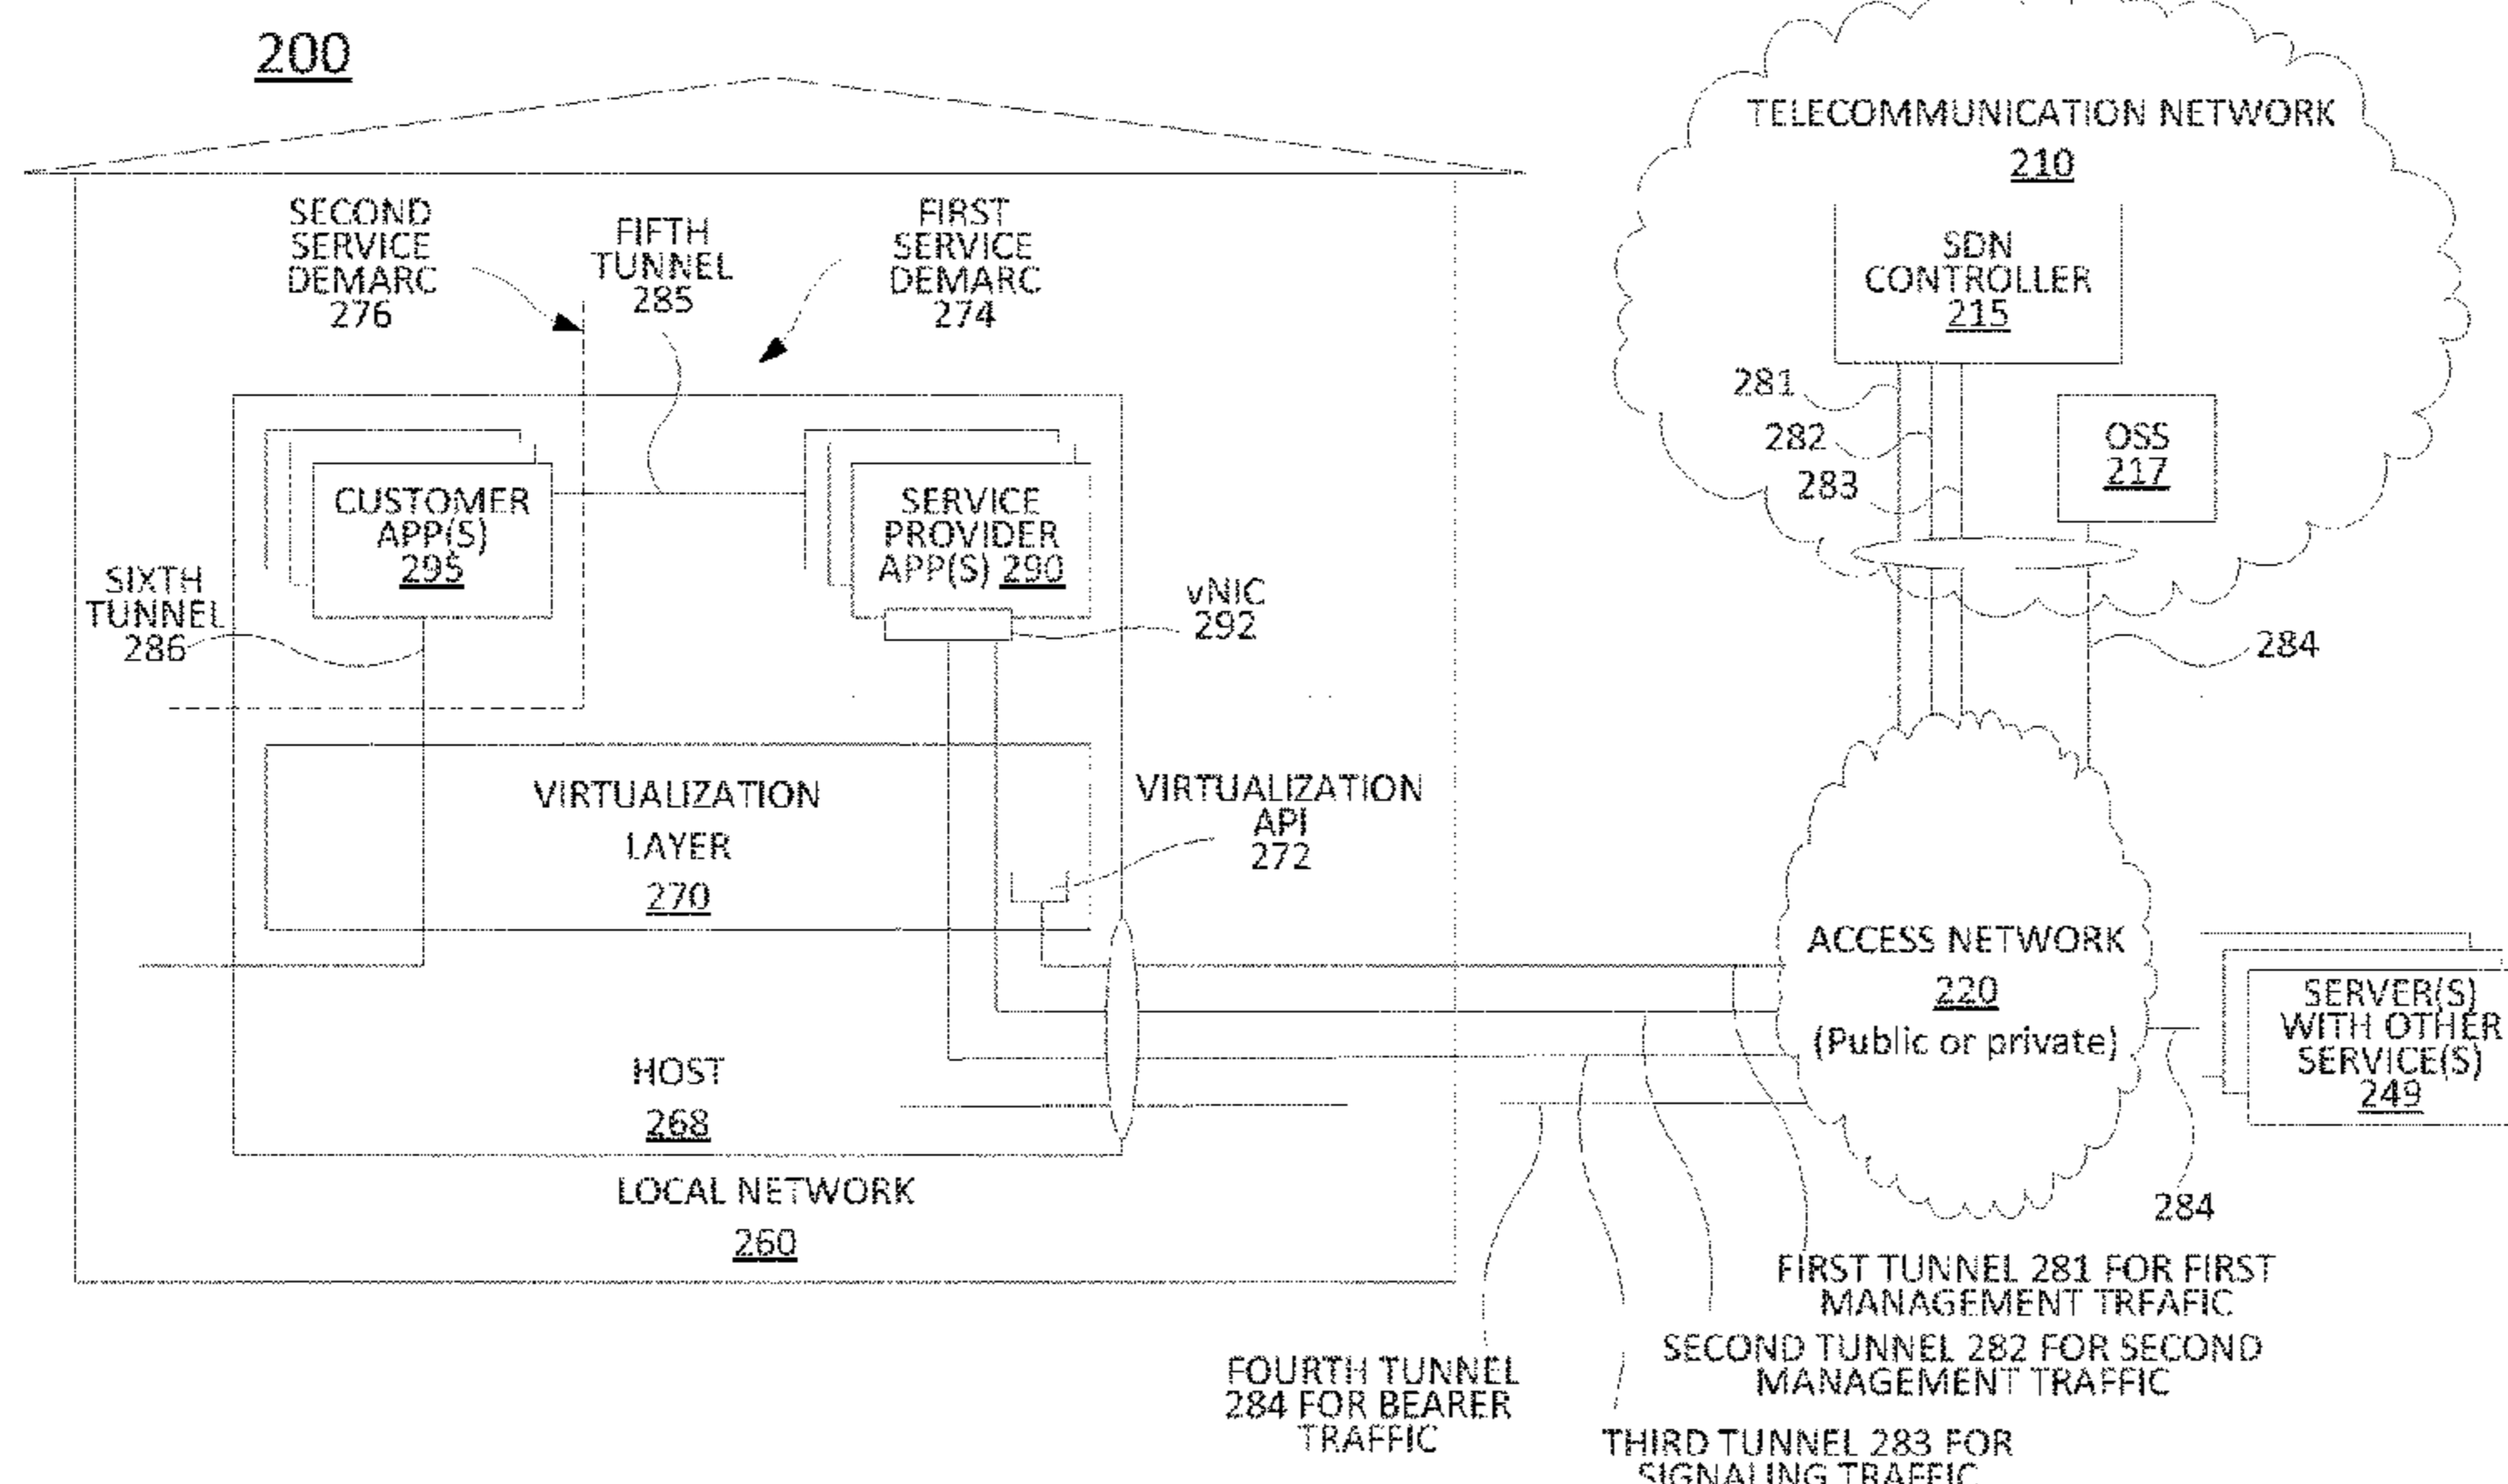 200
TELECOMMUNICATION NETWORK
210
SDN
CONTROLLER
215
281
282
283
OSS
217
284
SECOND
SERVICE
DEMARC
276
FIFTH
TUNNEL
285
FIRST
SERVICE
DEMARC
274
CUSTOMER
APP(S)
295
SERVICE
PROVIDER
APP(S) 290
SIXTH
TUNNEL
286
vNIC
292
VIRTUALIZATION
LAYER
270
VIRTUALIZATION
API
272
HOST
268
LOCAL NETWORK
260
ACCESS NETWORK
220
(Public or private)
SERVER(S)
WITH OTHER
SERVICE(S)
249
284
FIRST TUNNEL 281 FOR FIRST
MANAGEMENT TRFAFIC
SECOND TUNNEL 282 FOR SECOND
MANAGEMENT TRAFFIC
FOURTH TUNNEL
284 FOR BEARER
TRAFFIC
THIRD TUNNEL 283 FOR
SIGNALING TRAFFIC